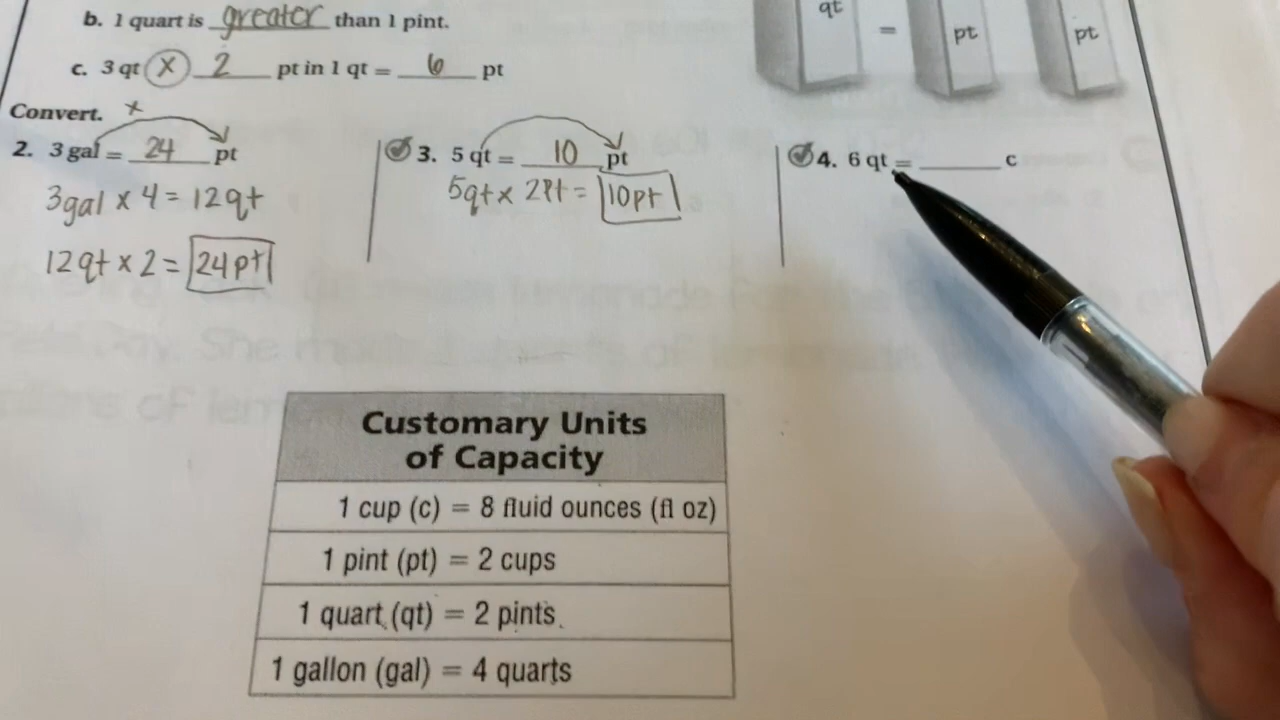 b. 1 quart is greater than 1 pint.
c. 3 qt × 2 pt in 1 qt = 6 pt
qt = pt pt
Convert. ×
2. 3 gal = 24 pt
3gal × 4 = 12qt
12qt × 2 = 24pt
3. 5 qt = 10 pt
5qt × 2Pt = 10pt
4. 6 qt = ______ c
Customary Units
of Capacity
1 cup (c) = 8 fluid ounces (fl oz)
1 pint (pt) = 2 cups
1 quart (qt) = 2 pints
1 gallon (gal) = 4 quarts